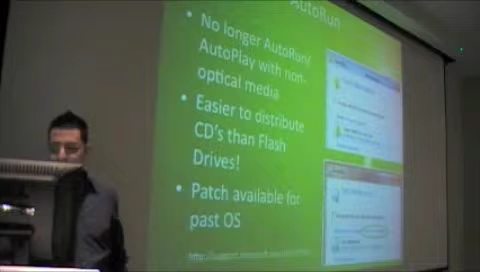 AutoRun
• No longer AutoRun/
AutoPlay with non-
optical media
• Easier to distribute
CD's than Flash
Drives!
• Patch available for
past OS